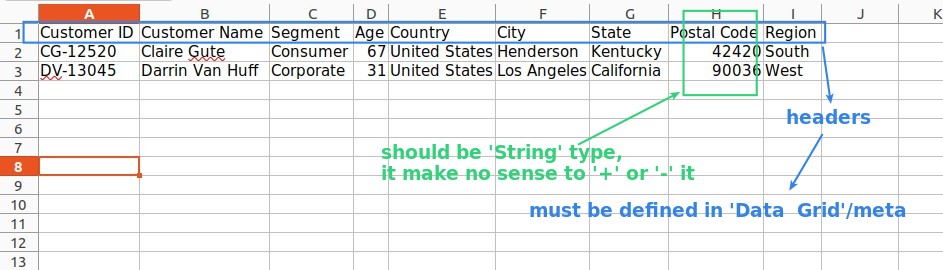 A B C D E F G H I J K
1 Customer ID Customer Name Segment Age Country City State Postal Code Region
2 CG-12520 Claire Gute Consumer 67 United States Henderson Kentucky 42420 South
3 DV-13045 Darrin Van Huff Corporate 31 United States Los Angeles California 90036 West
4
5
headers
6
7
should be 'String' type,
8
it make no sense to '+' or '-' it
9
10
must be defined in 'Data  Grid'/meta
11
12
13